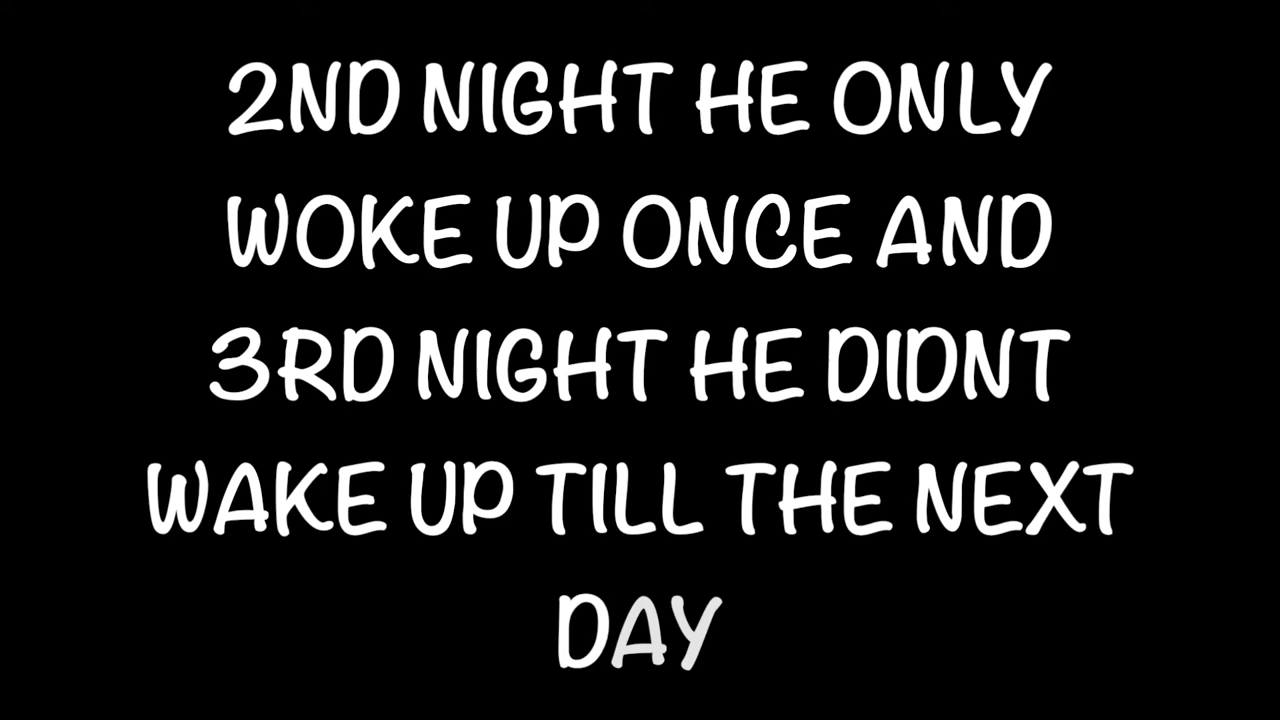 2ND NIGHT HE ONLY
WOKE UP ONCE AND
3RD NIGHT HE DIDNT
WAKE UP TILL THE NEXT
DAY